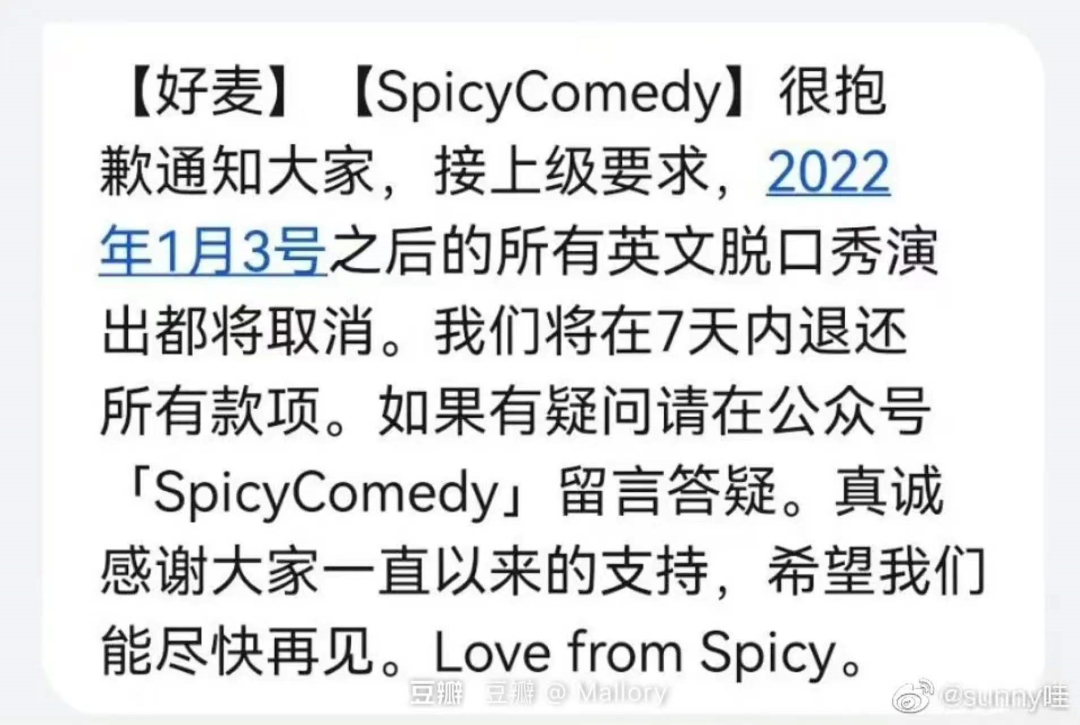 【好麦】【SpicyComedy】很抱
歉通知大家，接上级要求，2022
年1月3号之后的所有英文脱口秀演
出都将取消。我们将在7天内退还
所有款项。如果有疑问请在公众号
「SpicyComedy」留言答疑。真诚
感谢大家一直以来的支持，希望我们
能尽快再见。Love from Spicy。
豆瓣 豆瓣 @ Mallory
@sunny哇